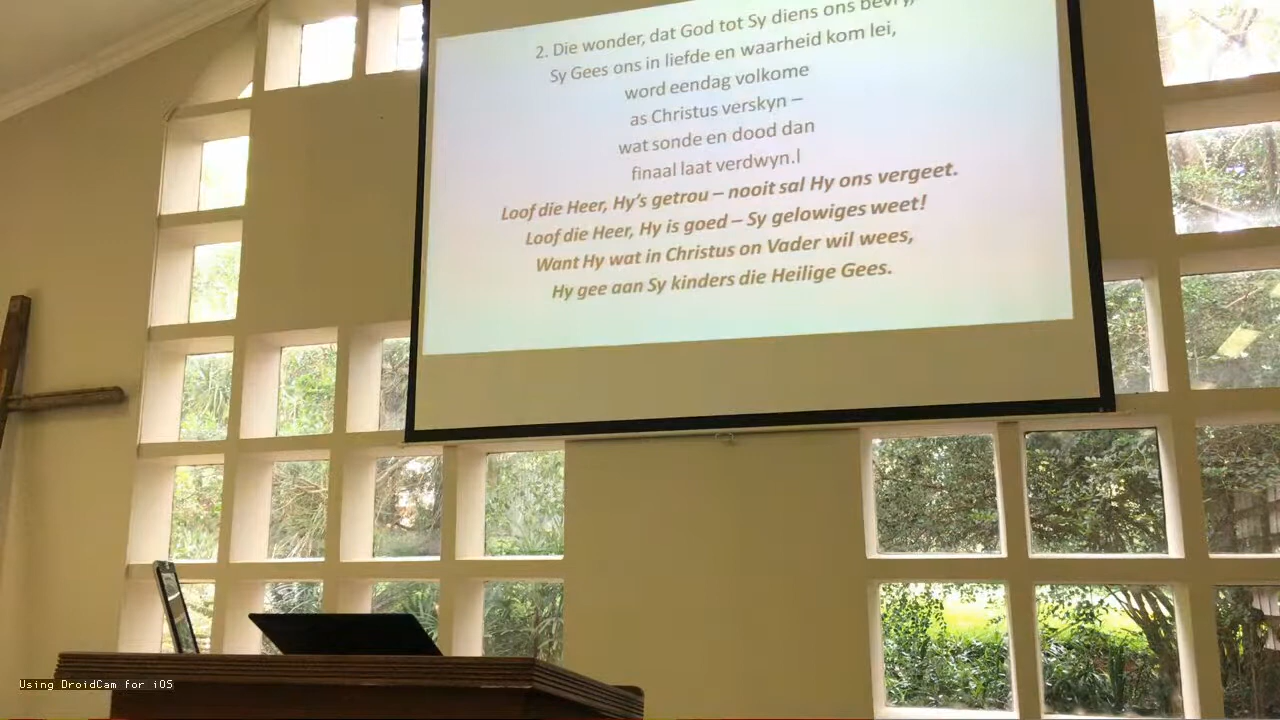 2. Die wonder, dat God tot Sy diens ons bevry,
Sy Gees ons in liefde en waarheid kom lei,
word eendag volkome
as Christus verskyn –
wat sonde en dood dan
finaal laat verdwyn.l
Loof die Heer, Hy's getrou – nooit sal Hy ons vergeet.
Loof die Heer, Hy is goed – Sy gelowiges weet!
Want Hy wat in Christus on Vader wil wees,
Hy gee aan Sy kinders die Heilige Gees.
Using DroidCam for iOS